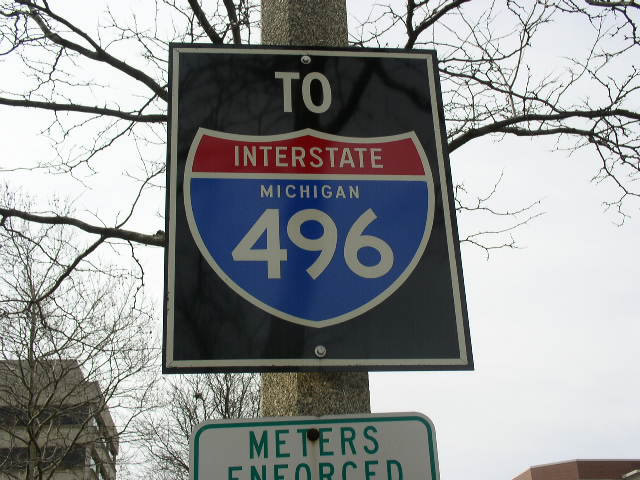 TO
INTERSTATE
MICHIGAN
496
METERS
ENFORCED